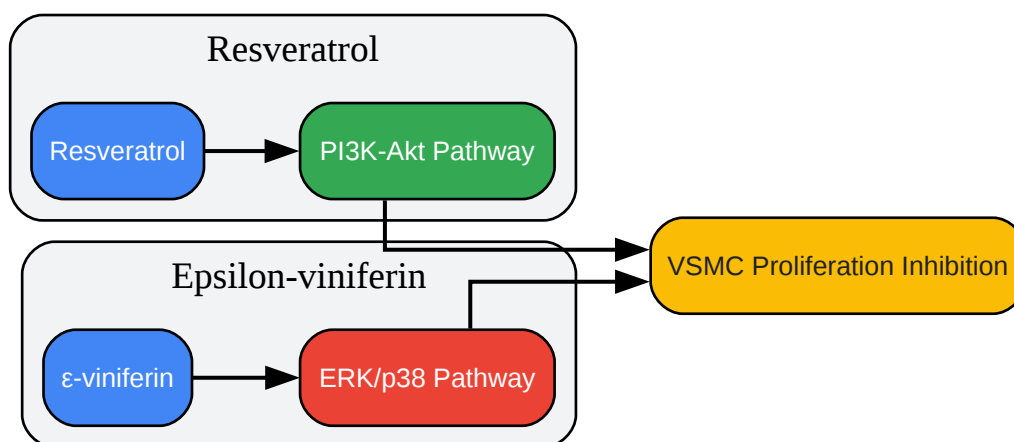 Resveratrol
Resveratrol
PI3K-Akt Pathway
VSMC Proliferation Inhibition
Epsilon-viniferin
ε-viniferin
ERK/p38 Pathway